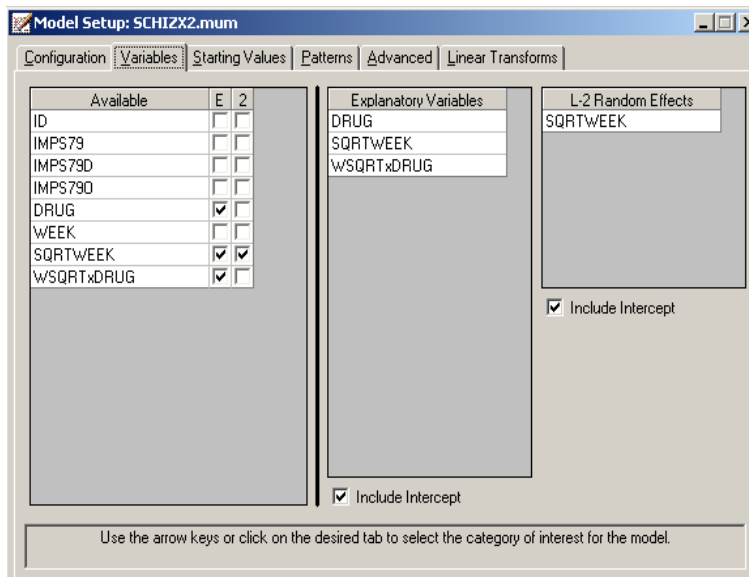 Model Setup: SCHIZX2.mum
Configuration Variables Starting Values Patterns Advanced Linear Transforms
Available E 2
ID
IMPS79
IMPS79D
IMPS79O
DRUG
WEEK
SQRTWEEK
WSQRTxDRUG
Explanatory Variables
DRUG
SQRTWEEK
WSQRTxDRUG
Include Intercept
L-2 Random Effects
SQRTWEEK
Include Intercept
Use the arrow keys or click on the desired tab to select the category of interest for the model.